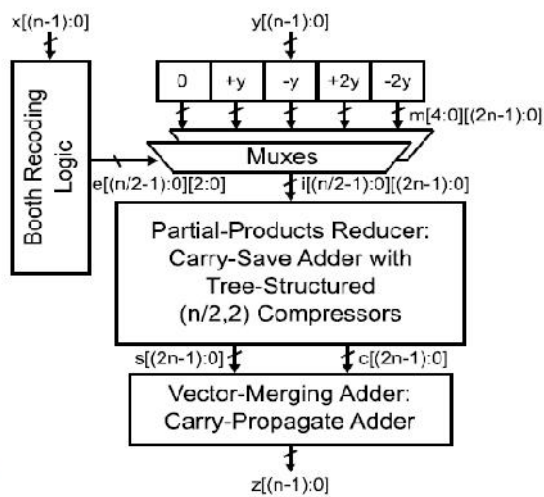 x[(n-1):0]
y[(n-1):0]
0 +y -y +2y -2y
m[4:0][(2n-1):0]
Muxes
Booth Recoding
Logic
e[(n/2-1):0][2:0]
i[(n/2-1):0][(2n-1):0]
Partial-Products Reducer:
Carry-Save Adder with
Tree-Structured
(n/2,2) Compressors
s[(2n-1):0]
c[(2n-1):0]
Vector-Merging Adder:
Carry-Propagate Adder
z[(n-1):0]